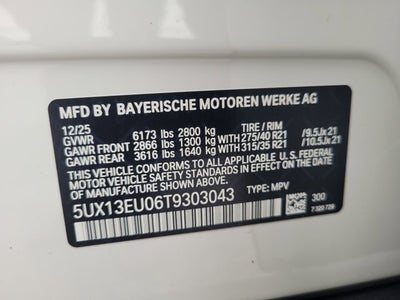 MFD BY BAYERISCHE MOTOREN WERKE AG
12/25 TIRE / RIM
GVWR 6173 lbs 2800 kg
GAWR FRONT 2866 lbs 1300 kg WITH 275/40 R21 / 9.5Jx21
GAWR REAR 3616 lbs 1640 kg WITH 315/35 R21 / 10.5Jx21
THIS VEHICLE CONFORMS TO ALL APPLICABLE U.S. FEDERAL
MOTOR VEHICLE SAFETY STANDARDS IN EFFECT ON THE DATE
OF MANUFACTURE SHOWN ABOVE.
5UX13EU06T9303043 TYPE: MPV
300
7 320 729